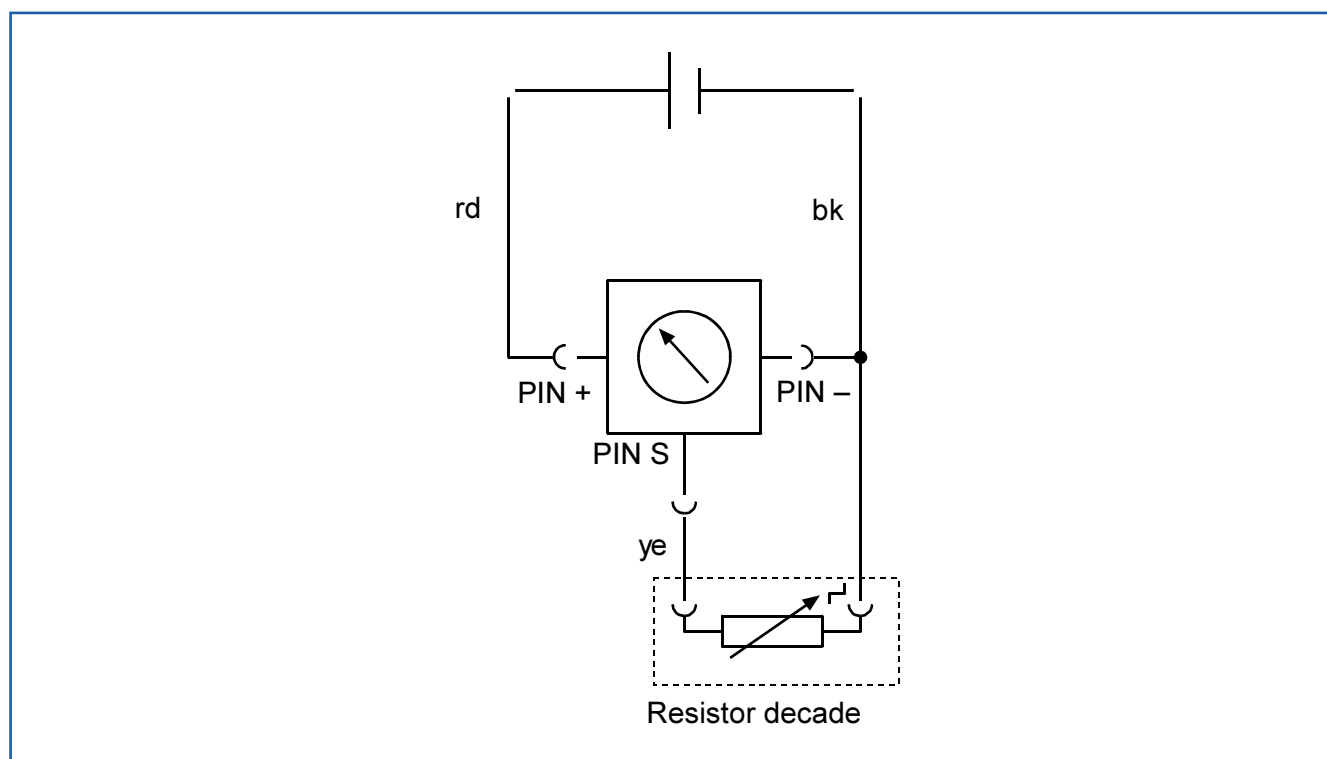 rd
bk
PIN +
PIN –
PIN S
ye
Resistor decade